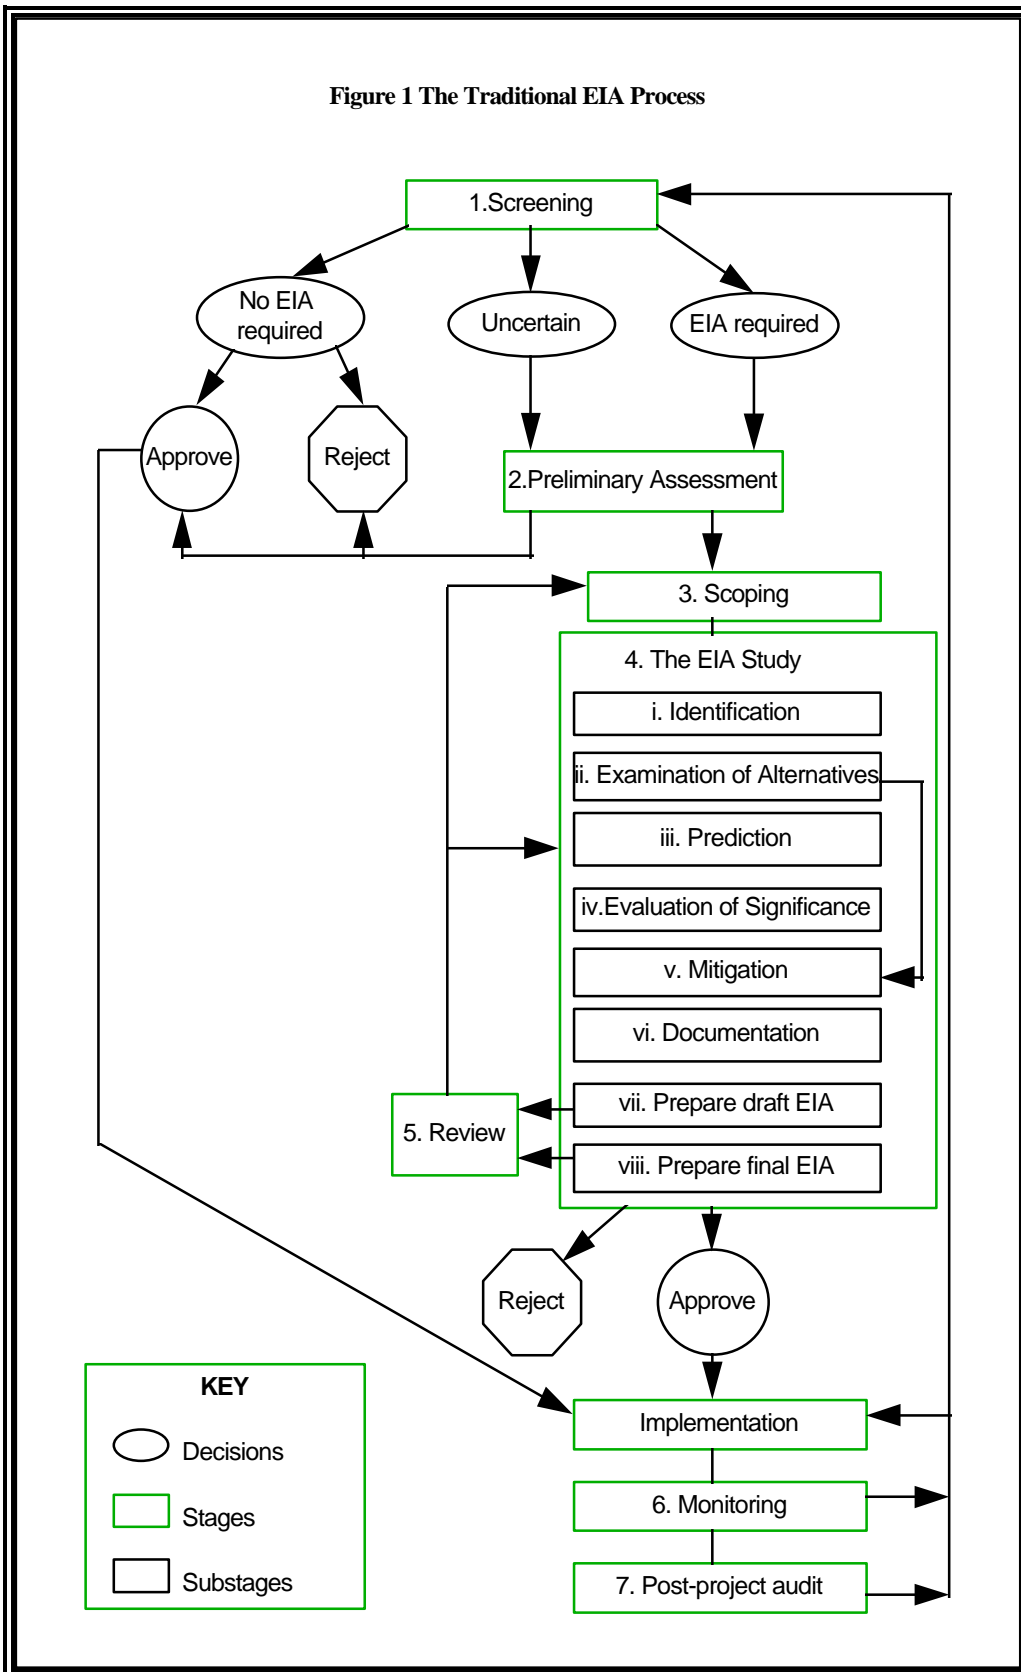 Figure 1 The Traditional EIA Process
1.Screening
No EIA
required
Uncertain
EIA required
Approve
Reject
2.Preliminary Assessment
3. Scoping
4. The EIA Study
i. Identification
ii. Examination of Alternatives
iii. Prediction
iv.Evaluation of Significance
v. Mitigation
vi. Documentation
vii. Prepare draft EIA
5. Review
viii. Prepare final EIA
Reject
Approve
KEY
Implementation
Decisions
6. Monitoring
Stages
7. Post-project audit
Substages